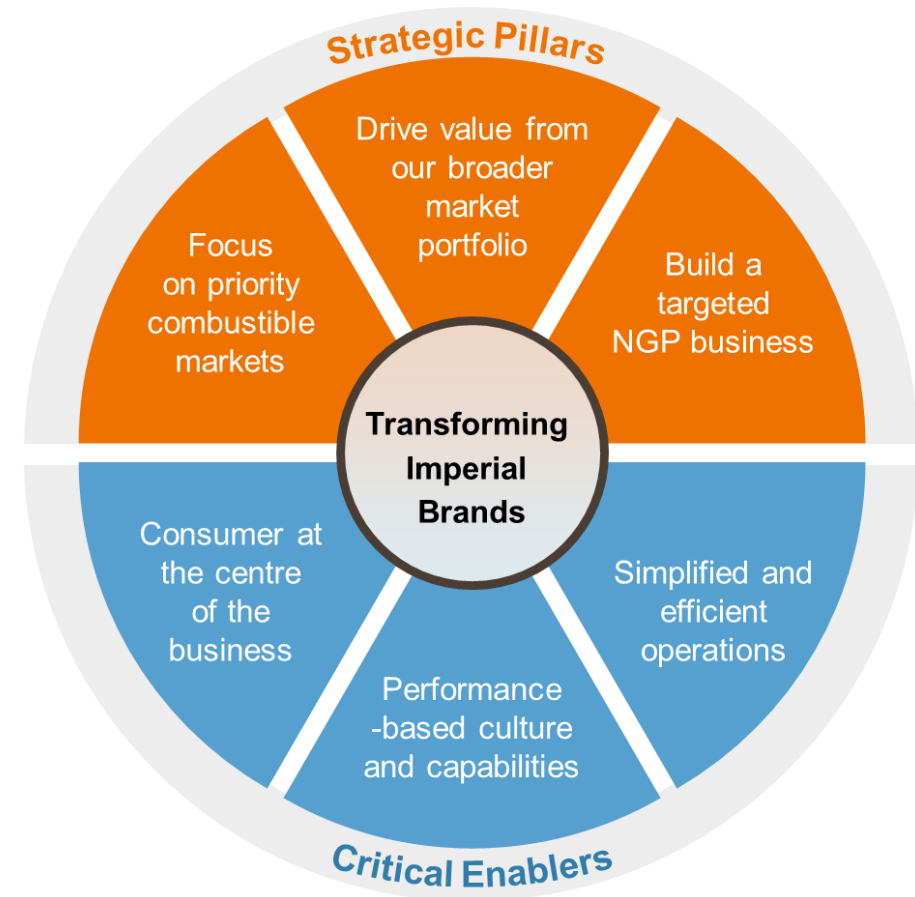 Strategic Pillars
Drive value from
our broader
market
portfolio
Focus
on priority
combustible
markets
Build a
targeted
NGP business
Transforming
Imperial
Brands
Consumer at
the centre
of the
business
Simplified and
efficient
operations
Performance
-based culture
and capabilities
Critical Enablers